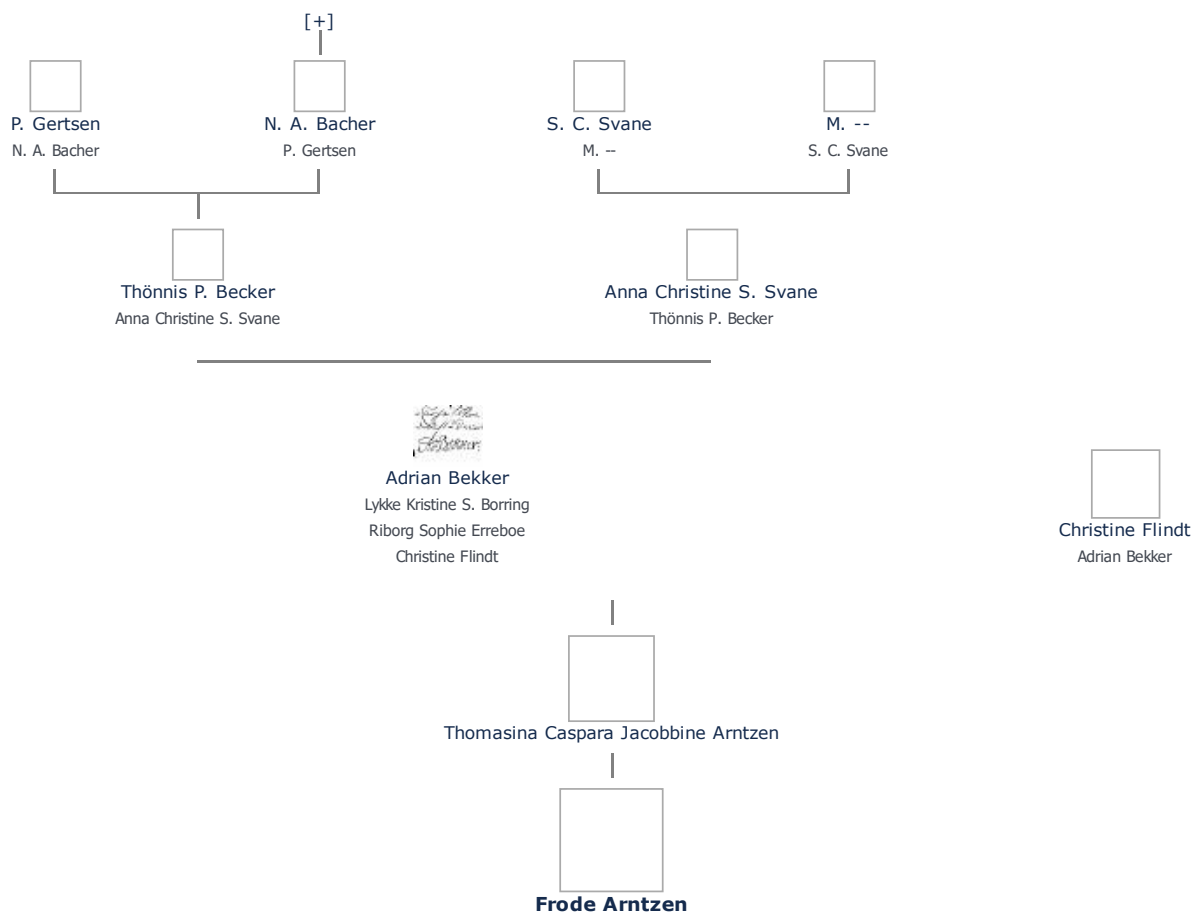 [+]
P. Gertsen
N. A. Bacher
N. A. Bacher
P. Gertsen
S. C. Svane
M. --
M. --
S. C. Svane
Thönnis P. Becker
Anna Christine S. Svane
Anna Christine S. Svane
Thönnis P. Becker
Adrian Bekker
Lykke Kristine S. Borring
Riborg Sophie Erreboe
Christine Flindt
Christine Flindt
Adrian Bekker
Thomasina Caspara Jacobbine Arntzen
Frode Arntzen